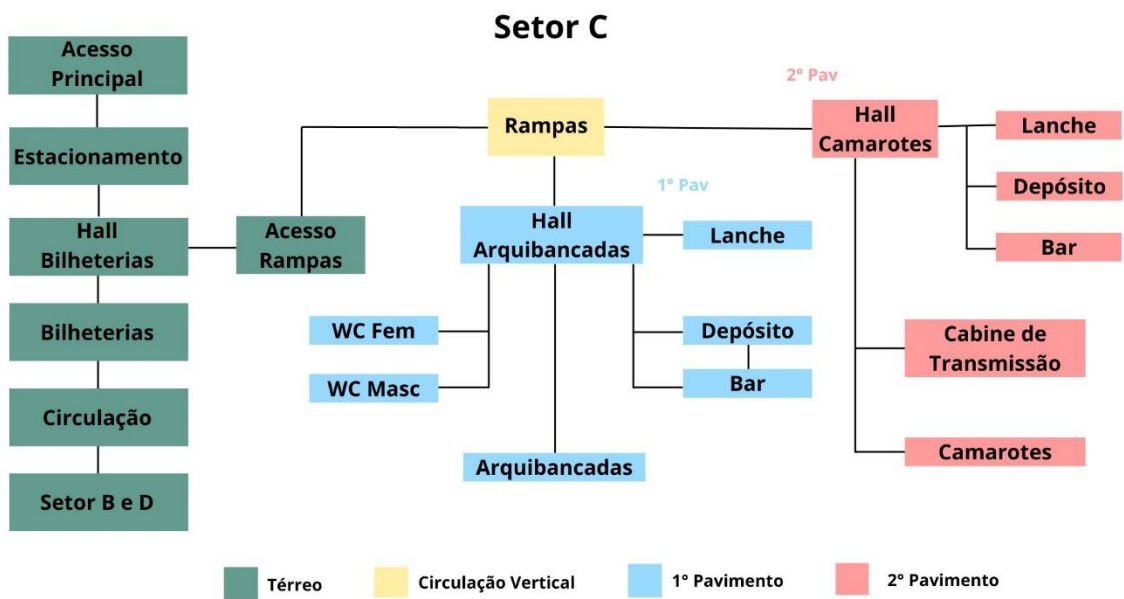 Setor C
Acesso
Principal
Estacionamento
Hall
Bilheterias
Bilheterias
Circulação
Setor B e D
Acesso
Rampas
Rampas
1° Pav
Hall
Arquibancadas
Lanche
WC Fem
WC Masc
Depósito
Bar
Arquibancadas
2° Pav
Hall
Camarotes
Lanche
Depósito
Bar
Cabine de
Transmissão
Camarotes
Térreo
Circulação Vertical
1° Pavimento
2° Pavimento